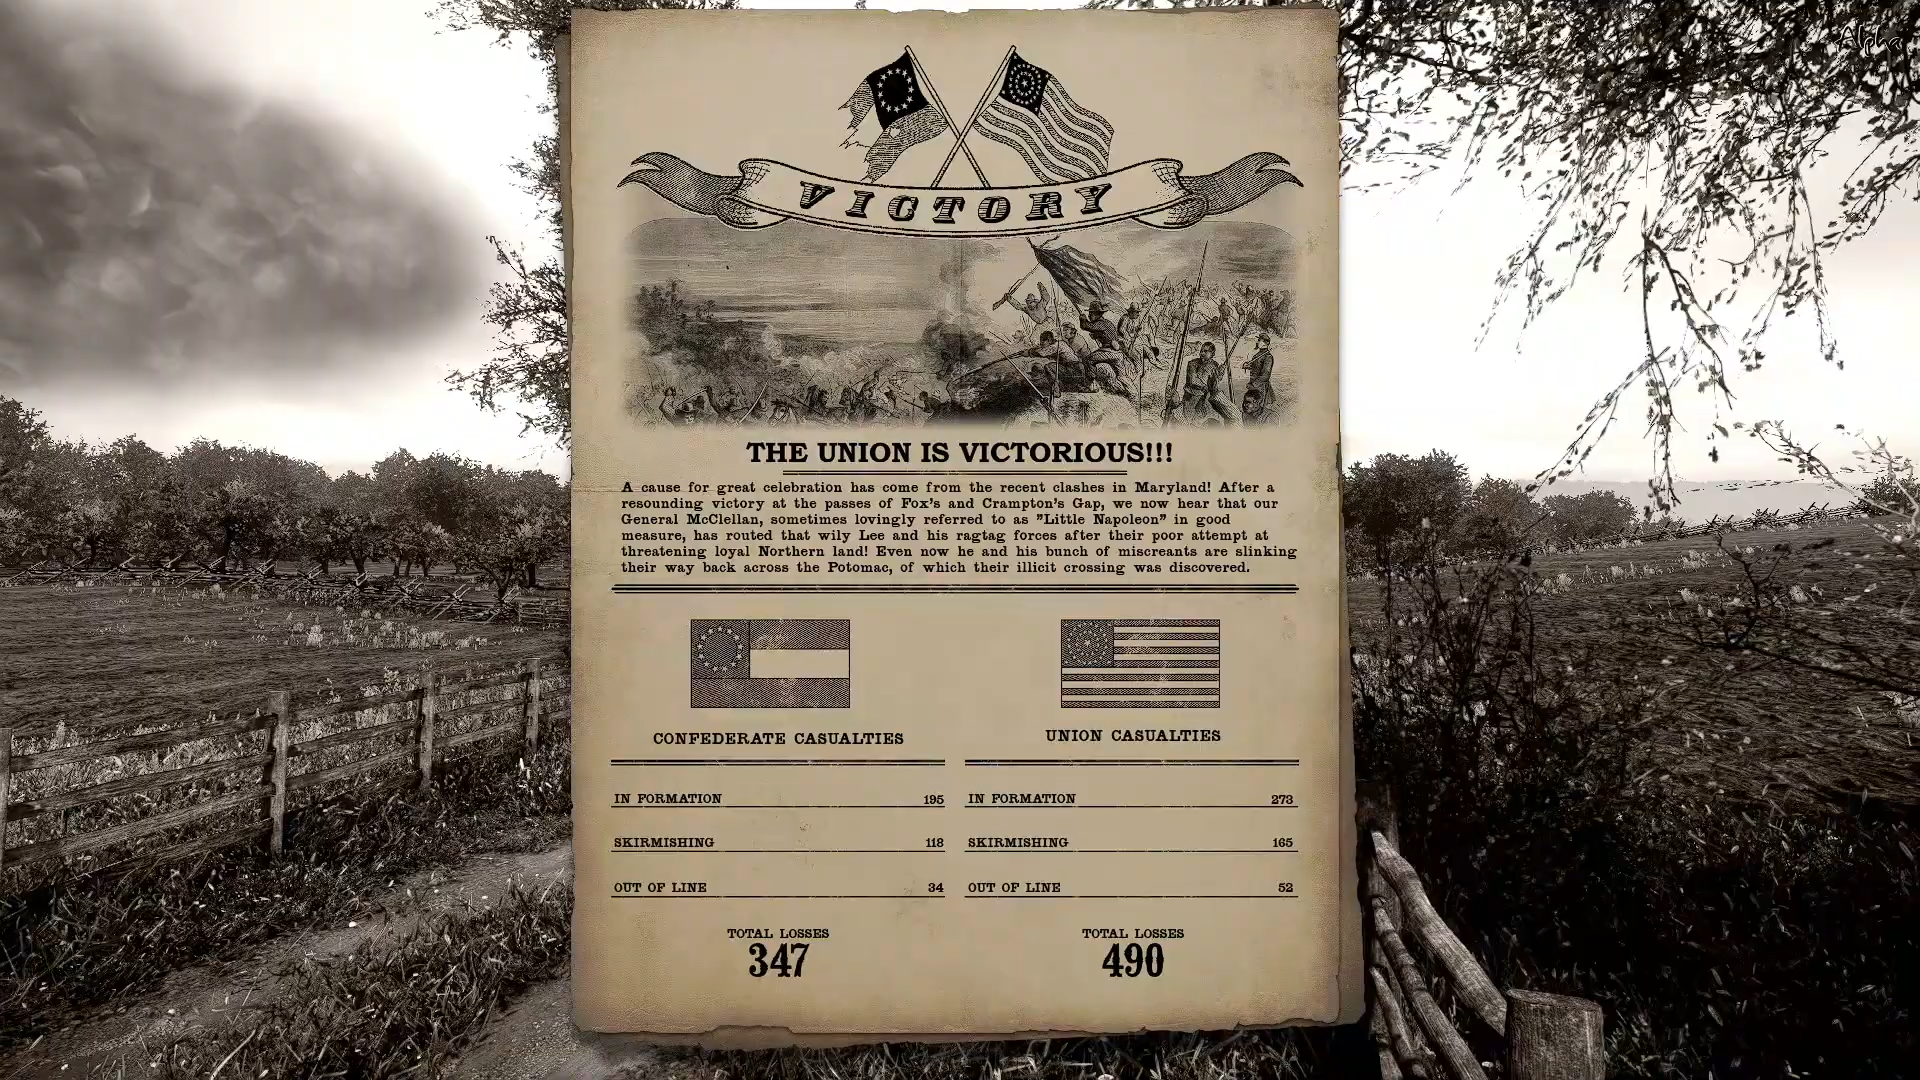 Alpha
VICTORY
THE UNION IS VICTORIOUS!!!
A cause for great celebration has come from the recent clashes in Maryland! After a
resounding victory at the passes of Fox's and Crampton's Gap, we now hear that our
General McClellan, sometimes lovingly referred to as "Little Napoleon" in good
measure, has routed that wily Lee and his ragtag forces after their poor attempt at
threatening loyal Northern land! Even now he and his bunch of miscreants are slinking
their way back across the Potomac, of which their illicit crossing was discovered.
CONFEDERATE CASUALTIES
IN FORMATION 195
SKIRMISHING 118
OUT OF LINE 34
TOTAL LOSSES
347
UNION CASUALTIES
IN FORMATION 273
SKIRMISHING 165
OUT OF LINE 52
TOTAL LOSSES
490